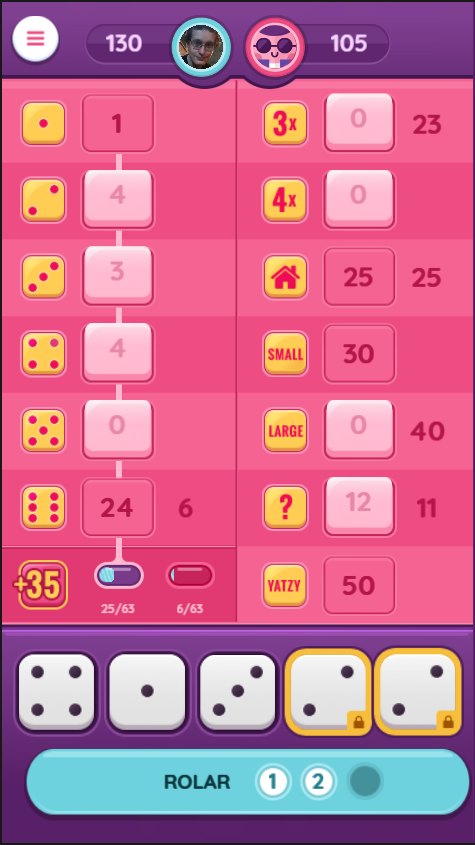 130 105
1 3x 0 23
4 4x 0
3 25 25
4 SMALL 30
0 LARGE 0 40
24 6 ? 12 11
+35 25/63 6/63 YATZY 50
ROLAR 1 2